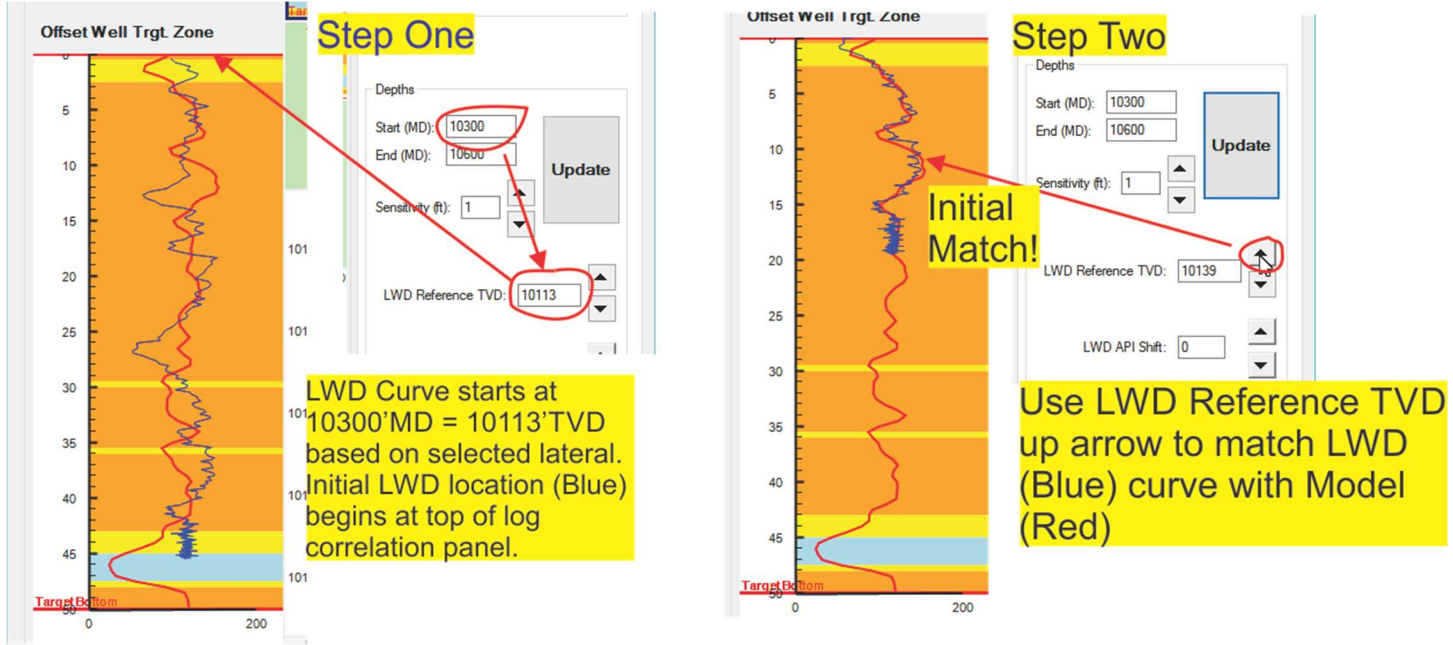 Offset Well Trgt. Zone
Step One
0
5
10
15
20
25
30
35
40
45
50
Target Bottom
0
200
Depths
Start (MD): 10300
End (MD): 10600
Update
Sensitivity (ft): 1
LWD Reference TVD: 10113
101
101
101
101
101
LWD Curve starts at
10300’MD = 10113’TVD
based on selected lateral.
Initial LWD location (Blue)
begins at top of log
correlation panel.
Offset Well Trgt. Zone
Step Two
0
5
10
15
20
25
30
35
40
45
50
Target Bottom
0
200
Depths
Start (MD): 10300
End (MD): 10600
Update
Sensitivity (ft): 1
Initial
Match!
LWD Reference TVD: 10139
LWD API Shift: 0
Use LWD Reference TVD
up arrow to match LWD
(Blue) curve with Model
(Red)